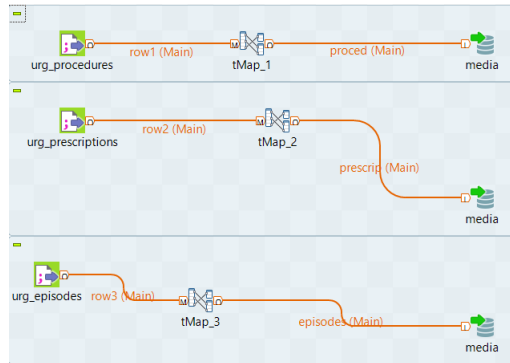 row1 (Main)
proced (Main)
urg_procedures
tMap_1
media
row2 (Main)
urg_prescriptions
tMap_2
prescrip (Main)
media
urg_episodes
row3 (Main)
tMap_3
episodes (Main)
media